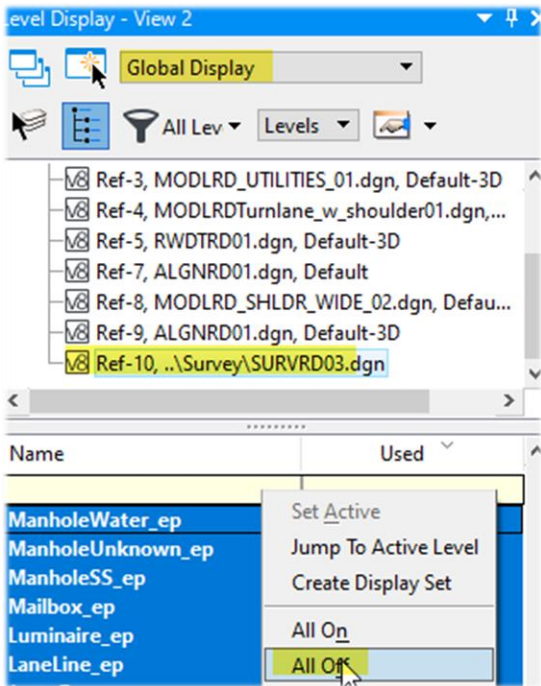 Level Display - View 2
Global Display
All Lev
Levels
Ref-3, MODLRD_UTILITIES_01.dgn, Default-3D
Ref-4, MODLRDTurnlane_w_shoulder01.dgn,...
Ref-5, RWDTRD01.dgn, Default-3D
Ref-7, ALGNRD01.dgn, Default
Ref-8, MODLRD_SHLDR_WIDE_02.dgn, Defau...
Ref-9, ALGNRD01.dgn, Default-3D
Ref-10, ..\Survey\SURVRD03.dgn
Name Used
ManholeWater_ep
ManholeUnknown_ep
ManholeSS_ep
Mailbox_ep
Luminaire_ep
LaneLine_ep
Set Active
Jump To Active Level
Create Display Set
All On
All Off